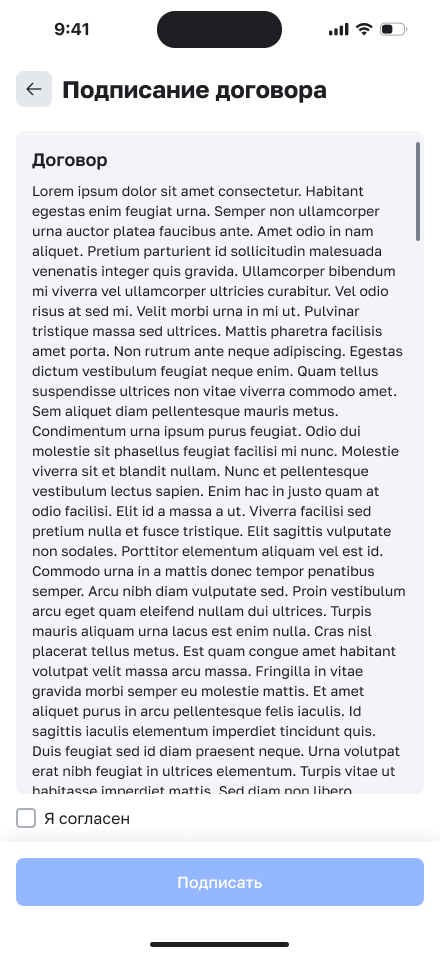 9:41
Подписание договора
Договор
Lorem ipsum dolor sit amet consectetur. Habitant
egestas enim feugiat urna. Semper non ullamcorper
urna auctor platea faucibus ante. Amet odio in nam
aliquet. Pretium parturient id sollicitudin malesuada
venenatis integer quis gravida. Ullamcorper bibendum
mi viverra vel ullamcorper ultricies curabitur. Vel odio
risus at sed mi. Velit morbi urna in mi ut. Pulvinar
tristique massa sed ultrices. Mattis pharetra facilisis
amet porta. Non rutrum ante neque adipiscing. Egestas
dictum vestibulum feugiat neque enim. Quam tellus
suspendisse ultrices non vitae viverra commodo amet.
Sem aliquet diam pellentesque mauris metus.
Condimentum urna ipsum purus feugiat. Odio dui
molestie sit phasellus feugiat facilisi mi nunc. Molestie
viverra sit et blandit nullam. Nunc et pellentesque
vestibulum lectus sapien. Enim hac in justo quam at
odio facilisi. Elit id a massa a ut. Viverra facilisi sed
pretium nulla et fusce tristique. Elit sagittis vulputate
non sodales. Porttitor elementum aliquam vel est id.
Commodo urna in a mattis donec tempor penatibus
semper. Arcu nibh diam vulputate sed. Proin vestibulum
arcu eget quam eleifend nullam dui ultrices. Turpis
mauris aliquam urna lacus est enim nulla. Cras nisl
placerat tellus metus. Est quam congue amet habitant
volutpat velit massa arcu massa. Fringilla in vitae
gravida morbi semper eu molestie mattis. Et amet
aliquet purus in arcu pellentesque felis iaculis. Id
sagittis iaculis elementum imperdiet tincidunt quis.
Duis feugiat sed id diam praesent neque. Urna volutpat
erat nibh feugiat in ultrices elementum. Turpis vitae ut
habitasse imperdiet mattis. Sed diam non libero
Я согласен
Подписать